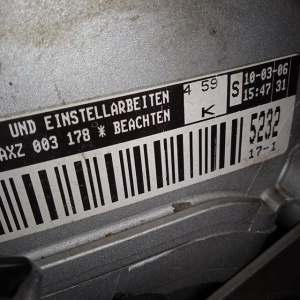 UND EINSTELLARBEITEN
AXZ 003 178 * BEACHTEN
4 59
K
S
10-03-06
15:47 31
5232
17-1